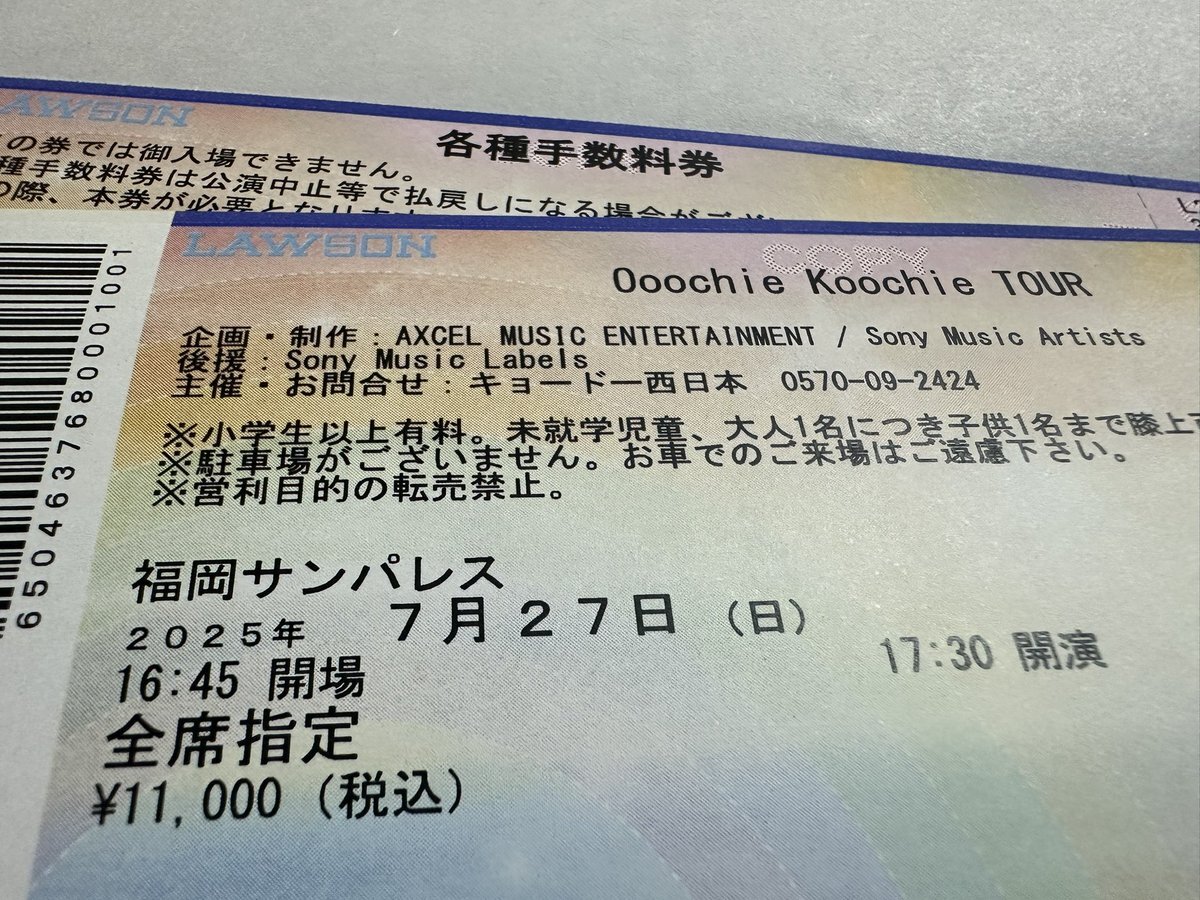 LAWSON
各種手数料券
の券では御入場できません。
種手数料券は公演中止等で払戻しになる場合が
の際、本券が必要となります
LAWSON
COPY
Ooochie Koochie TOUR
企画・制作：AXCEL MUSIC ENTERTAINMENT / Sony Music Artists
後援：Sony Music Labels
主催・お問合せ：キョードー西日本 0570-09-2424
※小学生以上有料。未就学児童、大人1名につき子供1名まで膝上
※駐車場がございません。お車でのご来場はご遠慮下さい。
※営利目的の転売禁止。
福岡サンパレス
2025年 7月27日（日）
16:45 開場 17:30 開演
全席指定
¥11,000（税込）
6504637680001001